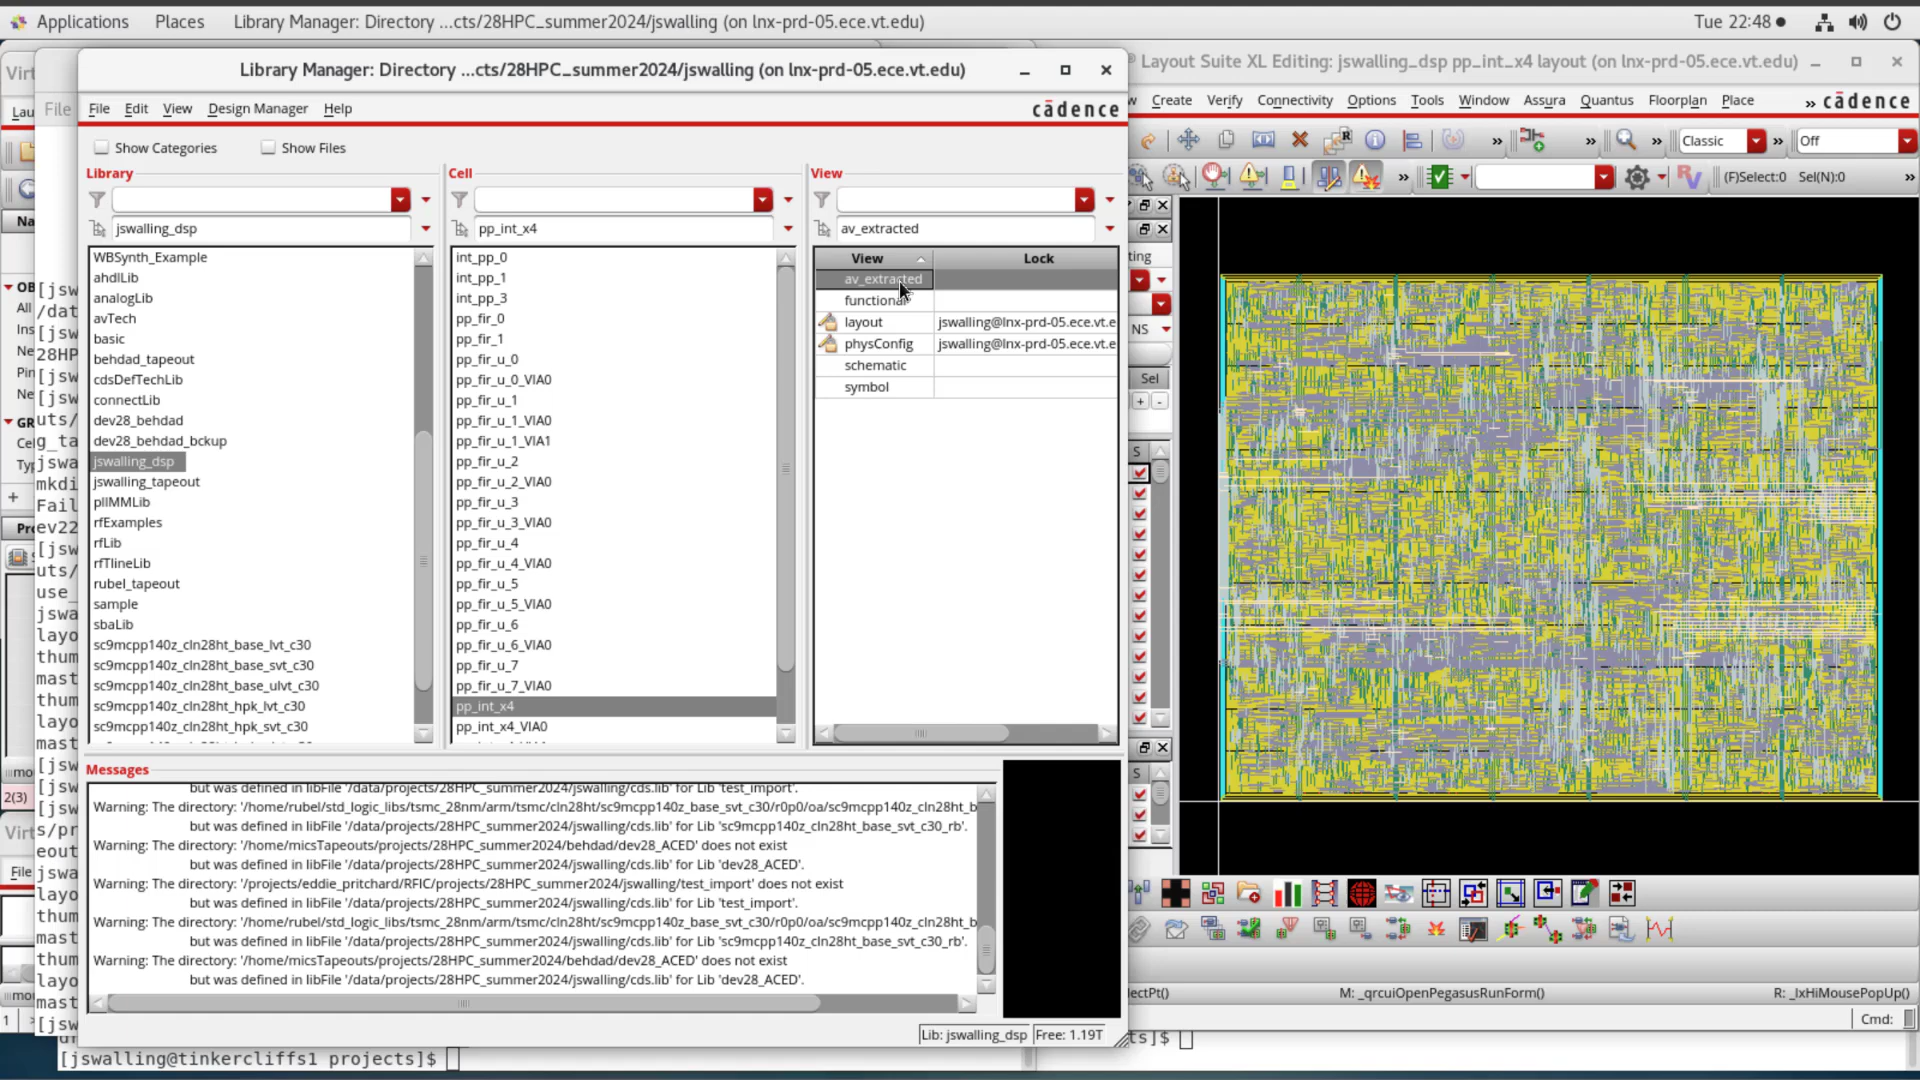 Applications Places Library Manager: Directory ...cts/28HPC_summer2024/jswalling (on lnx-prd-05.ece.vt.edu) Tue 22:48
Library Manager: Directory ...cts/28HPC_summer2024/jswalling (on lnx-prd-05.ece.vt.edu)
File Edit View Design Manager Help cādence
Show Categories Show Files
Library
jswalling_dsp
WBSynth_Example
ahdlLib
analogLib
avTech
basic
behdad_tapeout
cdsDefTechLib
connectLib
dev28_behdad
dev28_behdad_bckup
jswalling_dsp
jswalling_tapeout
pllMMLib
rfExamples
rfLib
rfTlineLib
rubel_tapeout
sample
sbaLib
sc9mcpp140z_cln28ht_base_lvt_c30
sc9mcpp140z_cln28ht_base_svt_c30
sc9mcpp140z_cln28ht_base_ulvt_c30
sc9mcpp140z_cln28ht_hpk_lvt_c30
sc9mcpp140z_cln28ht_hpk_svt_c30
Cell
pp_int_x4
int_pp_0
int_pp_1
int_pp_3
pp_fir_0
pp_fir_1
pp_fir_u_0
pp_fir_u_0_VIA0
pp_fir_u_1
pp_fir_u_1_VIA0
pp_fir_u_1_VIA1
pp_fir_u_2
pp_fir_u_2_VIA0
pp_fir_u_3
pp_fir_u_3_VIA0
pp_fir_u_4
pp_fir_u_4_VIA0
pp_fir_u_5
pp_fir_u_5_VIA0
pp_fir_u_6
pp_fir_u_6_VIA0
pp_fir_u_7
pp_fir_u_7_VIA0
pp_int_x4
pp_int_x4_VIA0
View
av_extracted
View Lock
av_extracted
functional
layout jswalling@lnx-prd-05.ece.vt.e
physConfig jswalling@lnx-prd-05.ece.vt.e
schematic
symbol
Messages
but was defined in libFile '/data/projects/28HPC_summer2024/jswalling/cds.lib' for Lib 'test_import'.
Warning: The directory: '/home/rubel/std_logic_libs/tsmc_28nm/arm/tsmc/cln28ht/sc9mcpp140z_base_svt_c30/r0p0/oa/sc9mcpp140z_cln28ht_b
but was defined in libFile '/data/projects/28HPC_summer2024/jswalling/cds.lib' for Lib 'sc9mcpp140z_cln28ht_base_svt_c30_rb'.
Warning: The directory: '/home/micsTapeouts/projects/28HPC_summer2024/behdad/dev28_ACED' does not exist
but was defined in libFile '/data/projects/28HPC_summer2024/jswalling/cds.lib' for Lib 'dev28_ACED'.
Warning: The directory: '/projects/eddie_pritchard/RFIC/projects/28HPC_summer2024/jswalling/test_import' does not exist
but was defined in libFile '/data/projects/28HPC_summer2024/jswalling/cds.lib' for Lib 'test_import'.
Warning: The directory: '/home/rubel/std_logic_libs/tsmc_28nm/arm/tsmc/cln28ht/sc9mcpp140z_base_svt_c30/r0p0/oa/sc9mcpp140z_cln28ht_b
but was defined in libFile '/data/projects/28HPC_summer2024/jswalling/cds.lib' for Lib 'sc9mcpp140z_cln28ht_base_svt_c30_rb'.
Warning: The directory: '/home/micsTapeouts/projects/28HPC_summer2024/behdad/dev28_ACED' does not exist
but was defined in libFile '/data/projects/28HPC_summer2024/jswalling/cds.lib' for Lib 'dev28_ACED'.
Lib: jswalling_dsp Free: 1.19T
[jswalling@tinkercliffs1 projects]$
Layout Suite XL Editing: jswalling_dsp pp_int_x4 layout (on lnx-prd-05.ece.vt.edu)
Create Verify Connectivity Options Tools Window Assura Quantus Floorplan Place » cādence
Classic Off
(F)Select:0 Sel(N):0
NS
Sel
S
S
M: _qrcuiOpenPegasusRunForm() R: _lxHiMousePopUp()
Cmd:
ts]$
File
2(3)
File